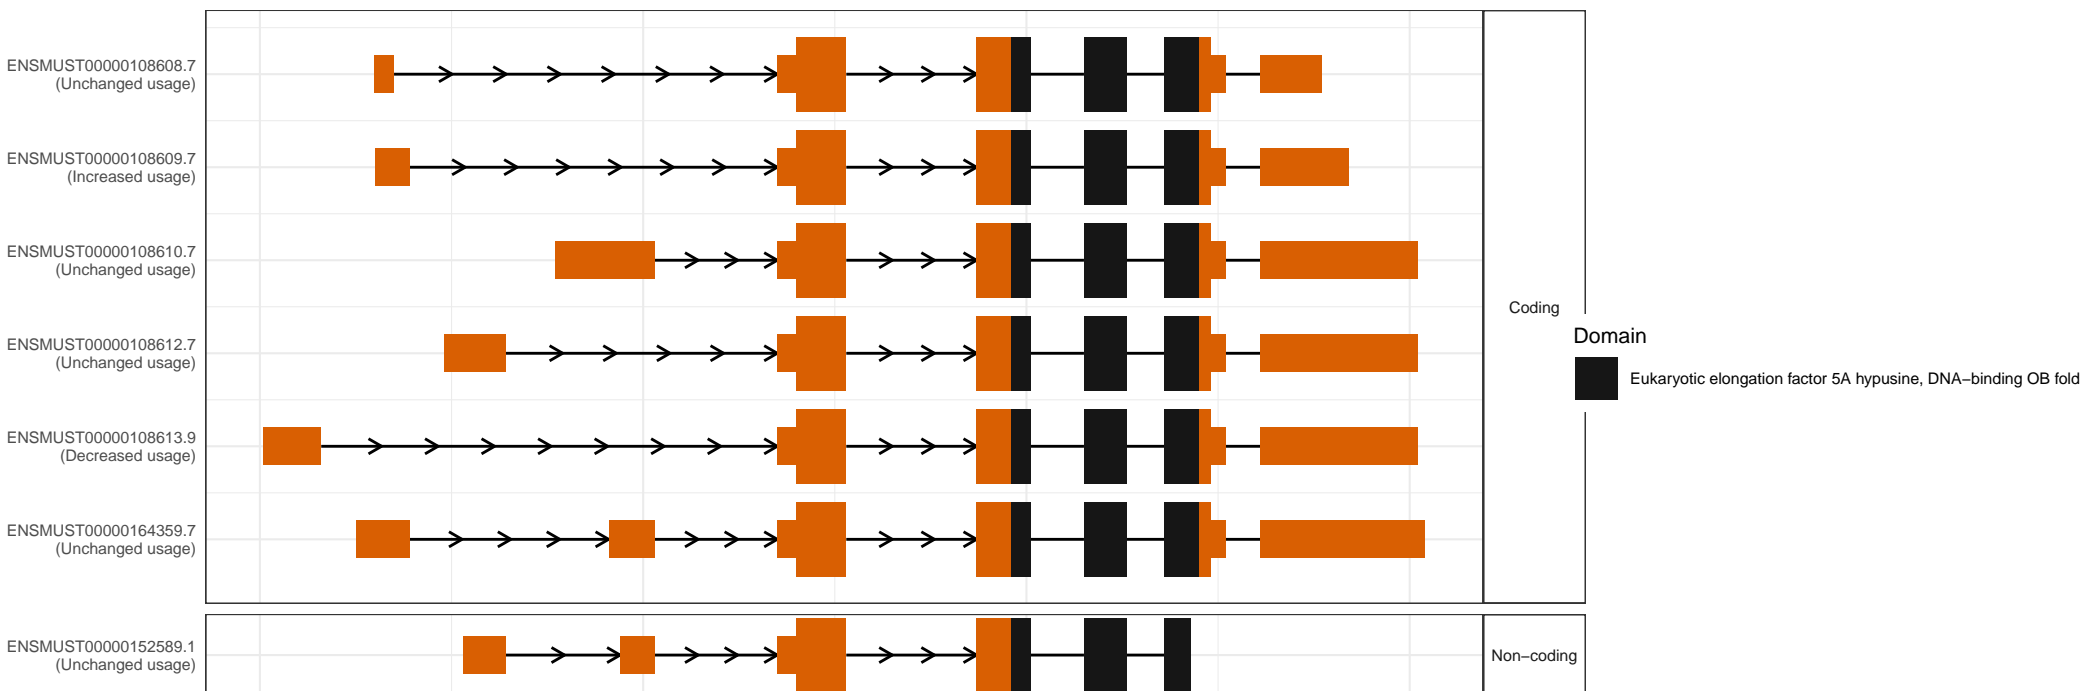 ENSMUST00000108608.7
(Unchanged usage)
ENSMUST00000108609.7
(Increased usage)
ENSMUST00000108610.7
(Unchanged usage)
ENSMUST00000108612.7
(Unchanged usage)
ENSMUST00000108613.9
(Decreased usage)
ENSMUST00000164359.7
(Unchanged usage)
ENSMUST00000152589.1
(Unchanged usage)
Coding
Non−coding
Domain
Eukaryotic elongation factor 5A hypusine, DNA−binding OB fold